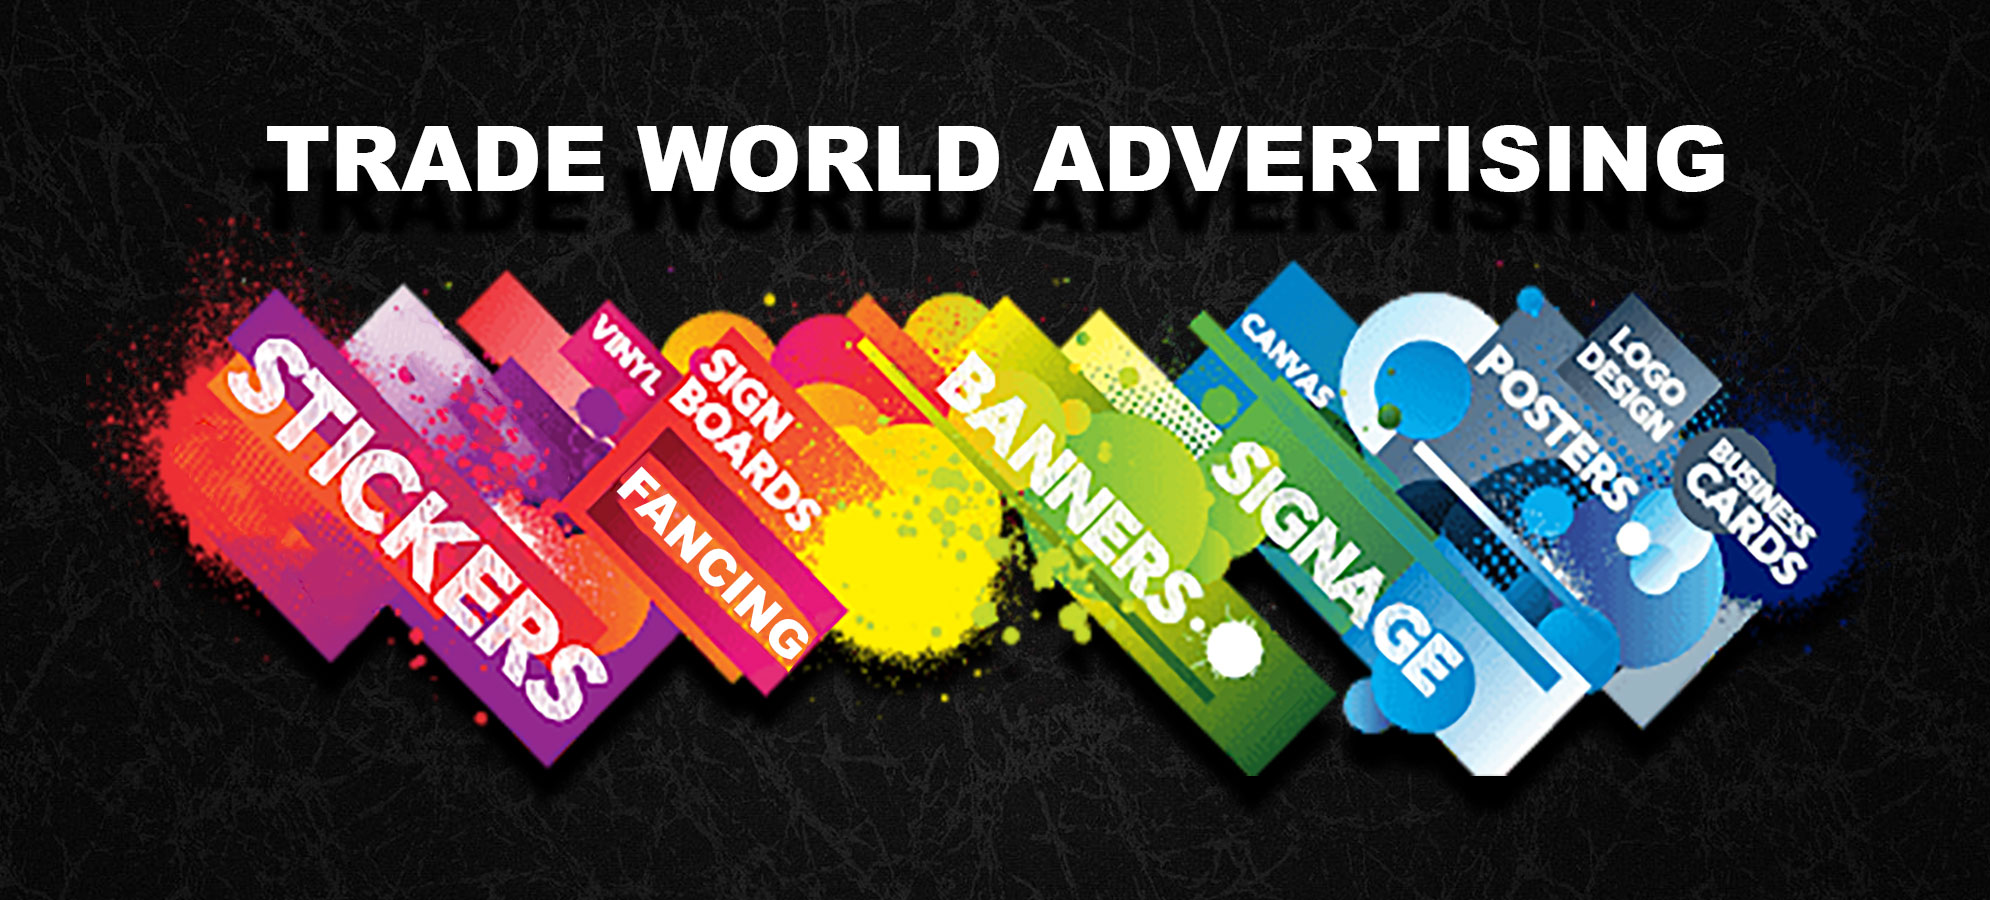 TRADE WORLD ADVERTISING
STICKERS
VINYL
SIGN
BOARDS
FANCING
BANNERS
CANVAS
SIGNAGE
POSTERS
LOGO
DESIGN
BUSINESS
CARDS